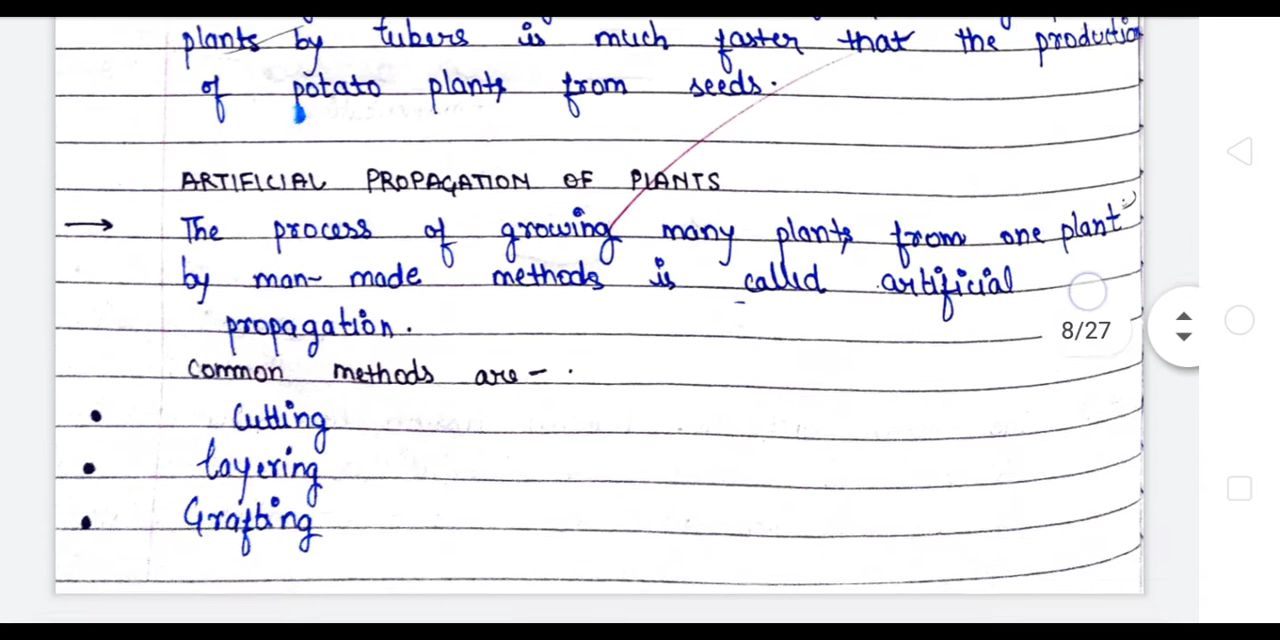 plants by tubers is much faster that the production
of potato plants from seeds.
ARTIFICIAL PROPAGATION OF PLANTS
→ The process of growing many plants from one plant
by man-made methods is called artificial
propagation.
8/27
Common methods are -
• Cutting
• Layering
• Grafting